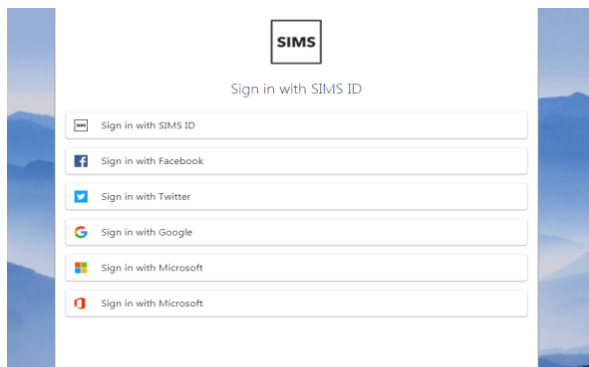 SIMS
Sign in with SIMS ID
SIMS Sign in with SIMS ID
Sign in with Facebook
Sign in with Twitter
Sign in with Google
Sign in with Microsoft
Sign in with Microsoft